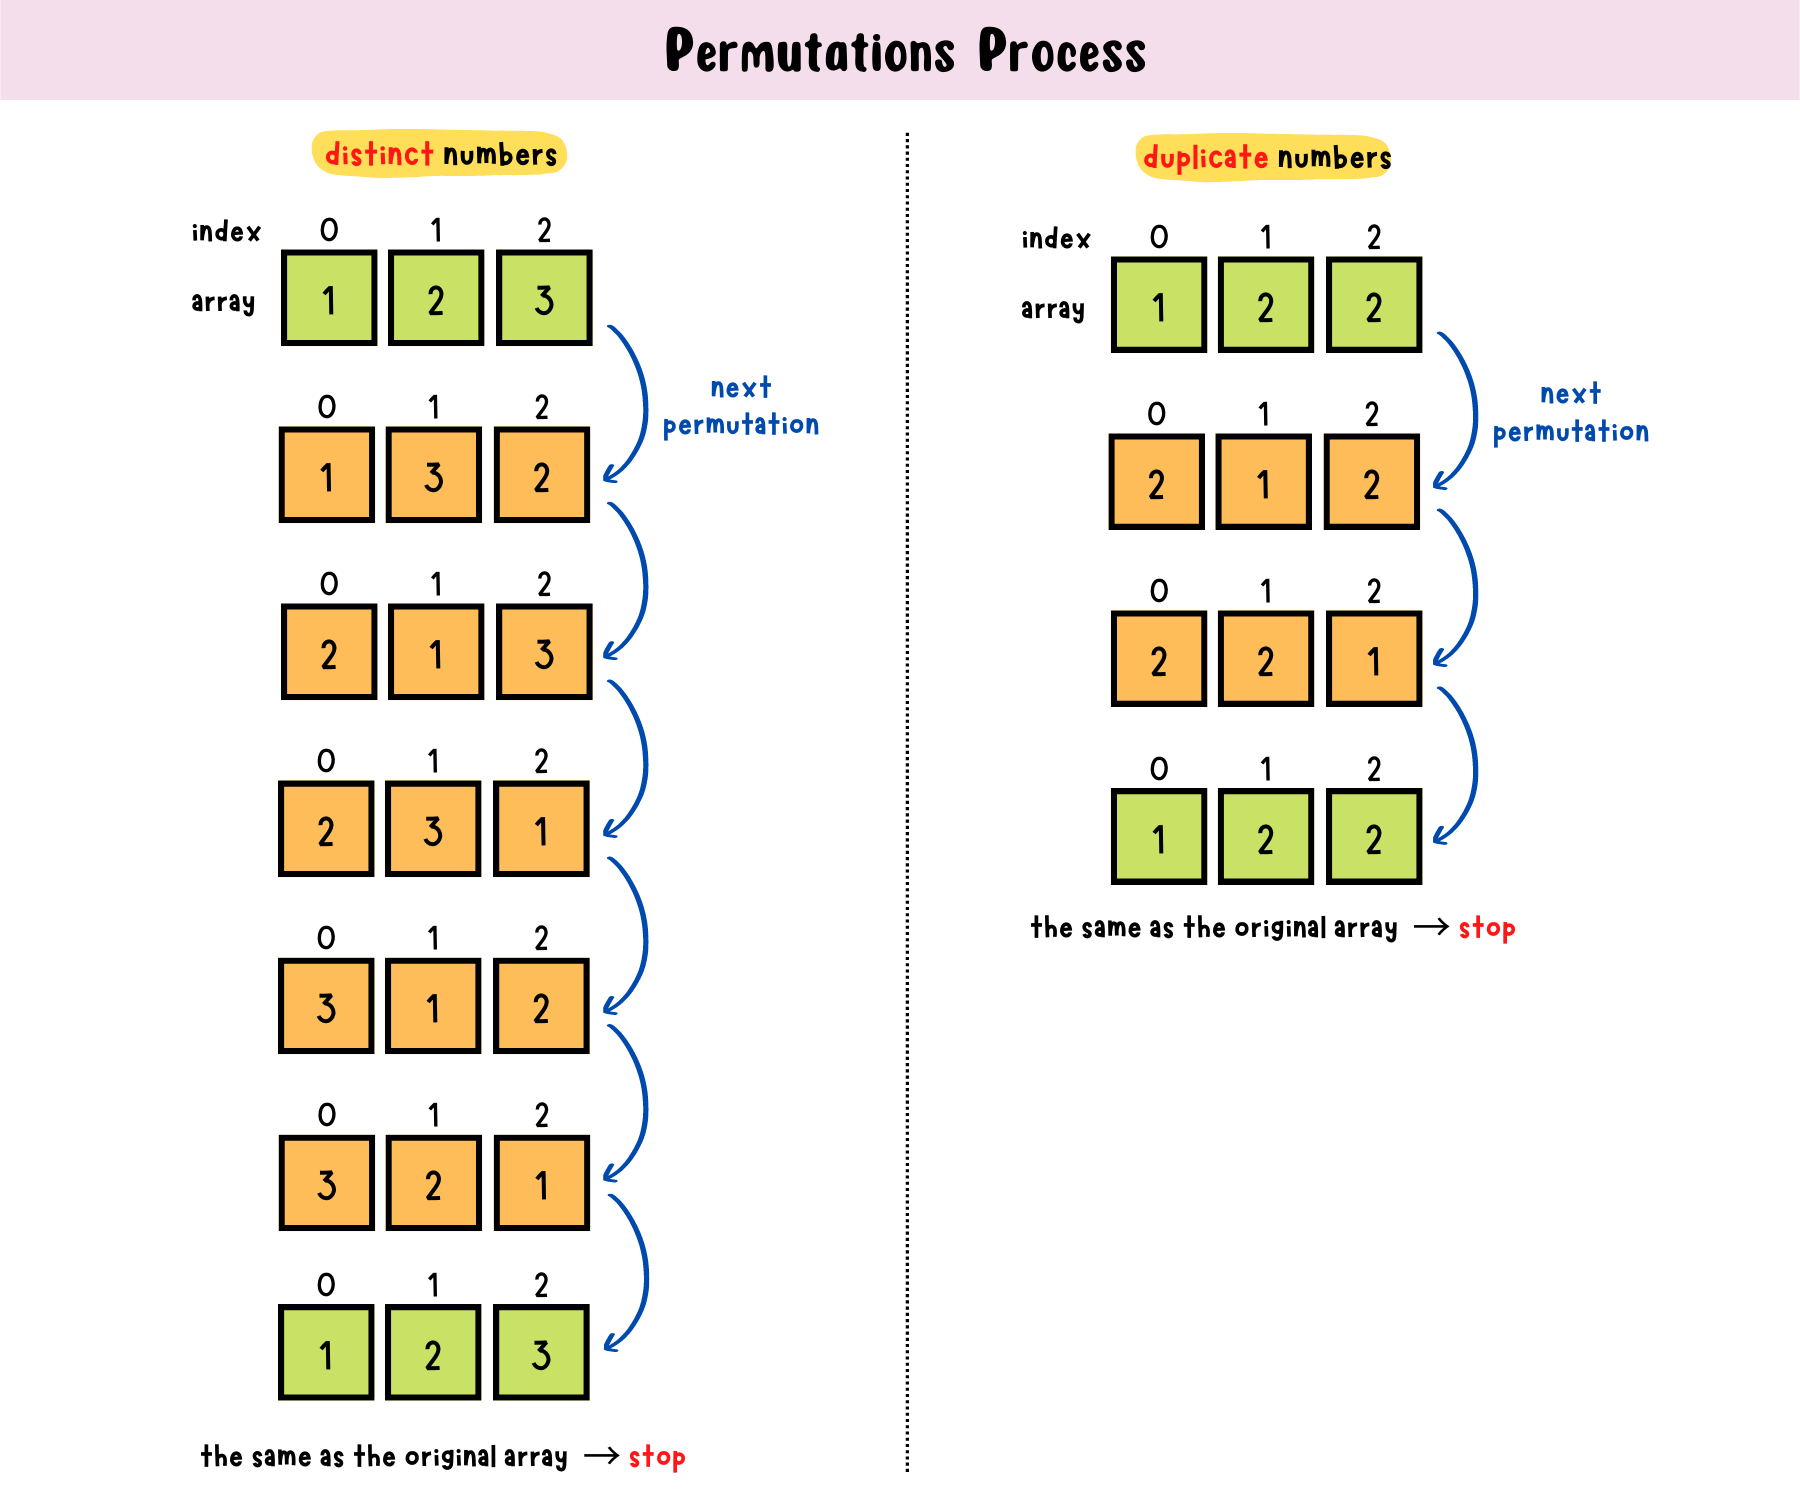 Permutations Process
distinct numbers
index 0 1 2
array 1 2 3
next
permutation
0 1 2
1 3 2
0 1 2
2 1 3
0 1 2
2 3 1
0 1 2
3 1 2
0 1 2
3 2 1
0 1 2
1 2 3
the same as the original array → stop
duplicate numbers
index 0 1 2
array 1 2 2
next
permutation
0 1 2
2 1 2
0 1 2
2 2 1
0 1 2
1 2 2
the same as the original array → stop